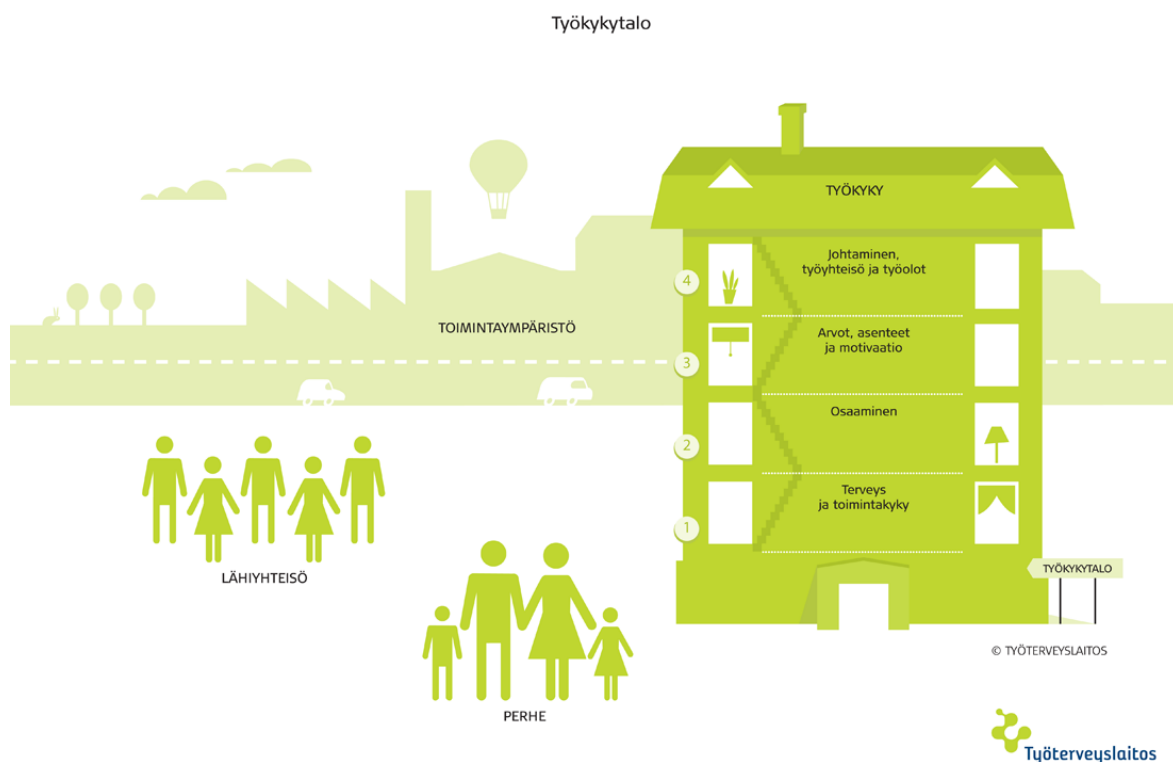 Työkykytalo
TYÖKYKY
4
Johtaminen,
työyhteisö ja työolot
TOIMINTAYMPÄRISTÖ
3
Arvot, asenteet
ja motivaatio
2
Osaaminen
1
Terveys
ja toimintakyky
LÄHIYHTEISÖ
TYÖKYKYTALO
PERHE
© TYÖTERVEYSLAITOS
Työterveyslaitos